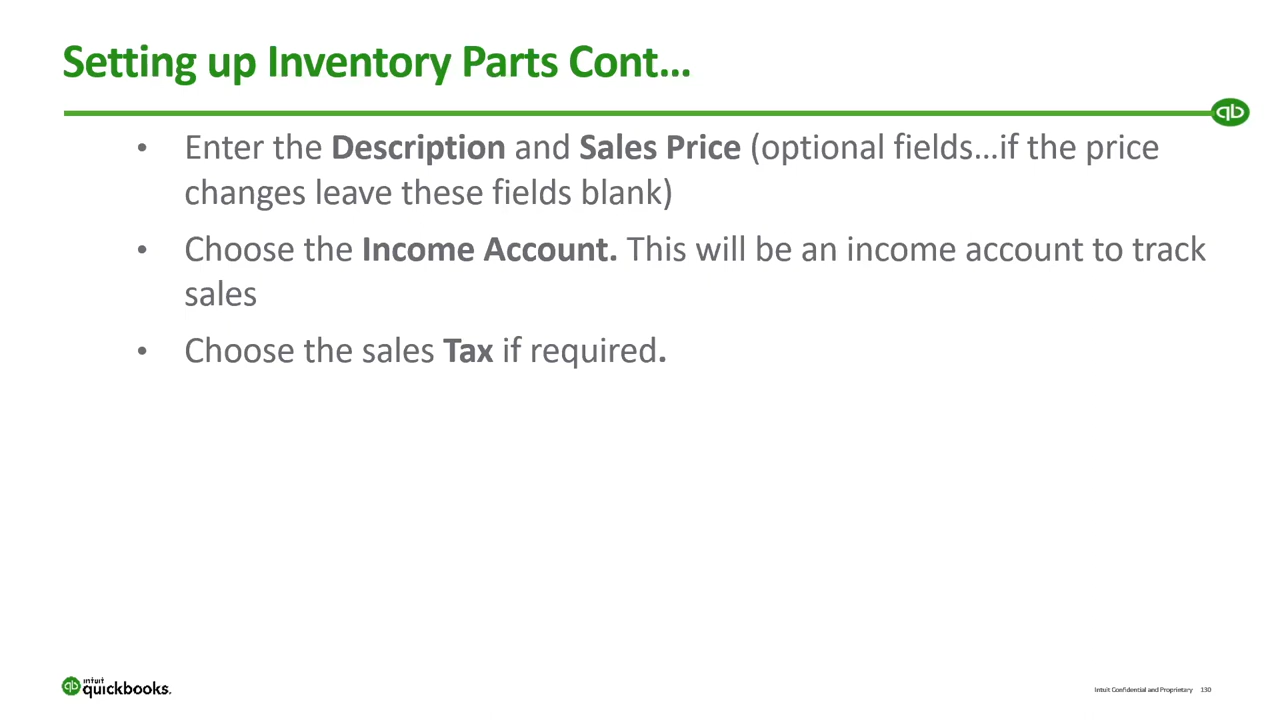 Setting up Inventory Parts Cont…
qb
• Enter the Description and Sales Price (optional fields…if the price
changes leave these fields blank)
• Choose the Income Account. This will be an income account to track
sales
• Choose the sales Tax if required.
qb intuit quickbooks.
Intuit Confidential and Proprietary 130